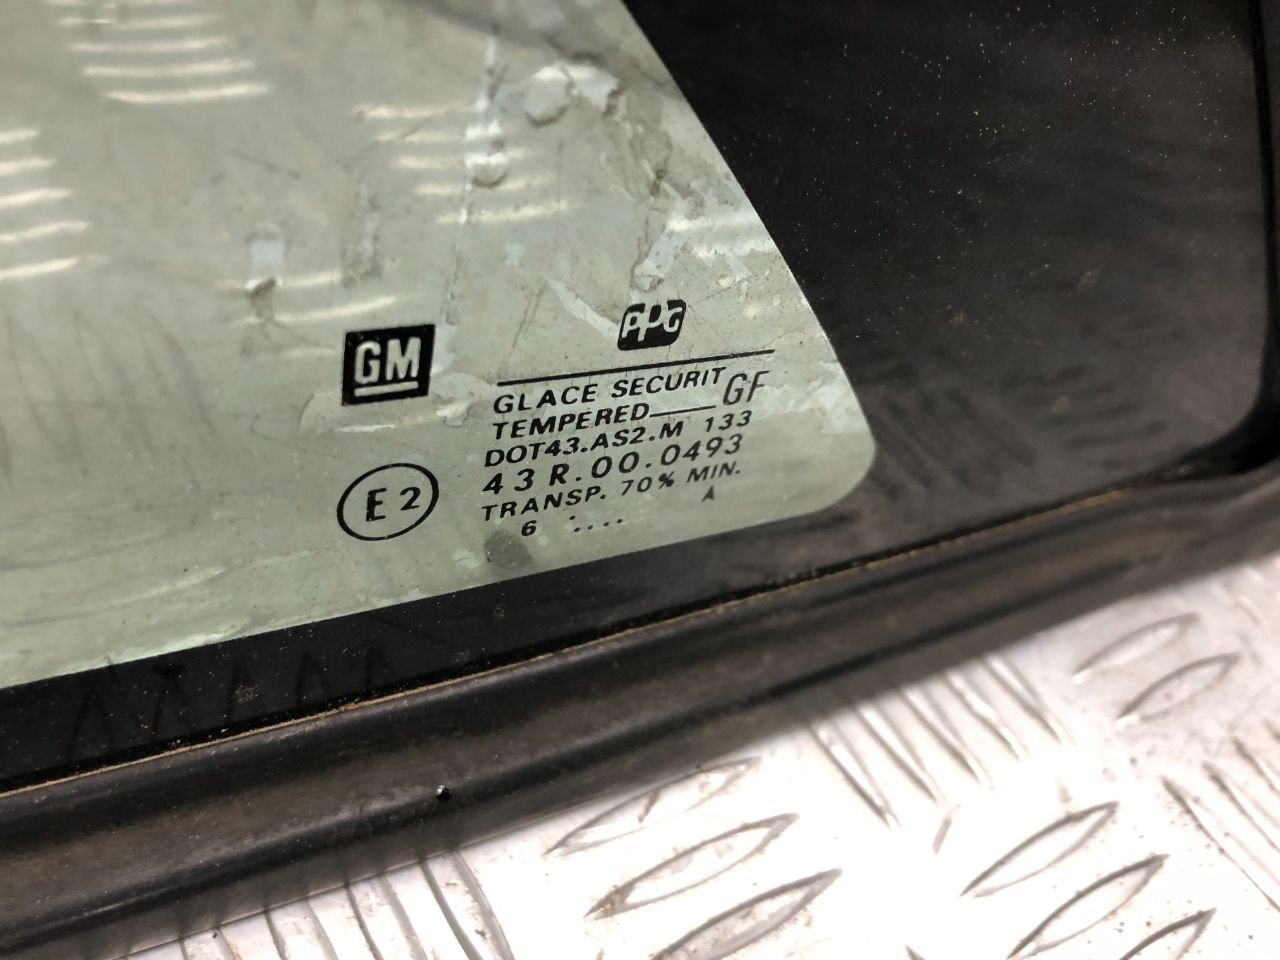 PPG
GM
GLACE SECURIT
TEMPERED—GF
DOT43.AS2.M 133
43R.00.0493
E2
TRANSP. 70% MIN.
6 .:... A